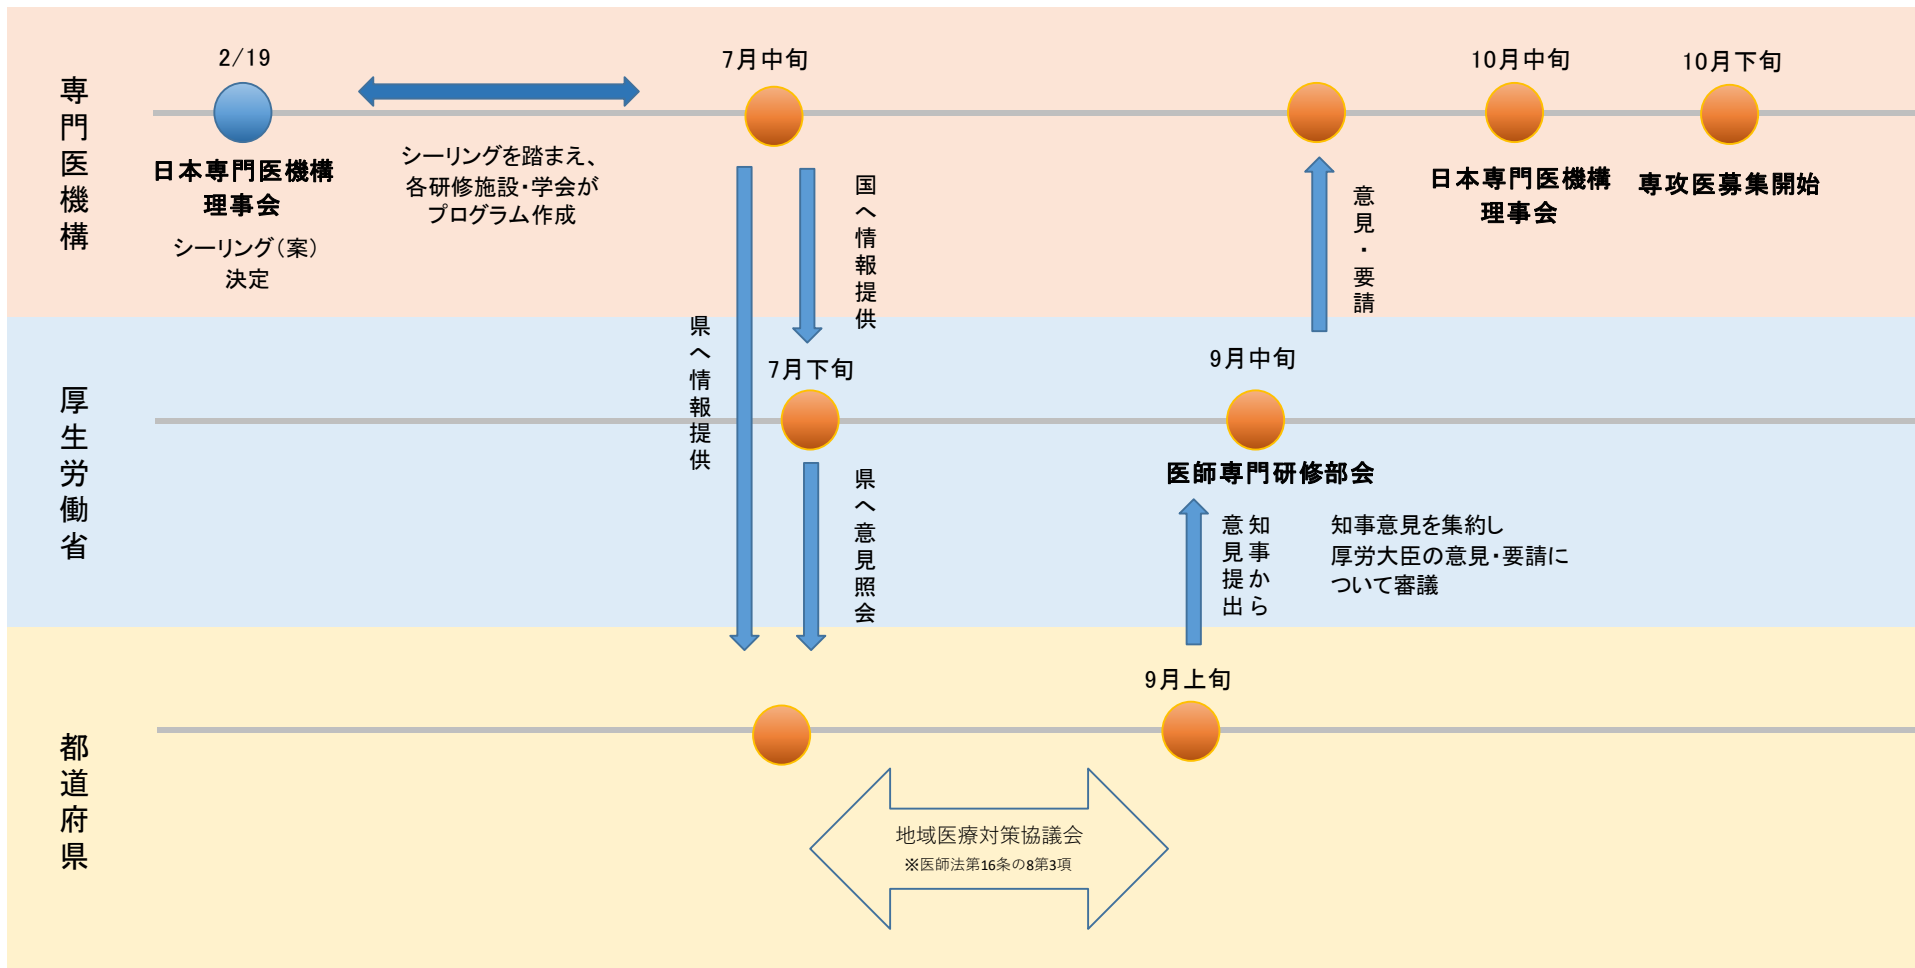 専門医機構
2/19
日本専門医機構
理事会
シーリング（案）
決定
シーリングを踏まえ、
各研修施設・学会が
プログラム作成
7月中旬
国へ情報提供
県へ情報提供
意見・要請
10月中旬
日本専門医機構
理事会
10月下旬
専攻医募集開始
厚生労働省
7月下旬
県へ意見照会
9月中旬
医師専門研修部会
知事から
意見提出
知事意見を集約し
厚労大臣の意見・要請に
ついて審議
都道府県
9月上旬
地域医療対策協議会
※医師法第16条の8第3項